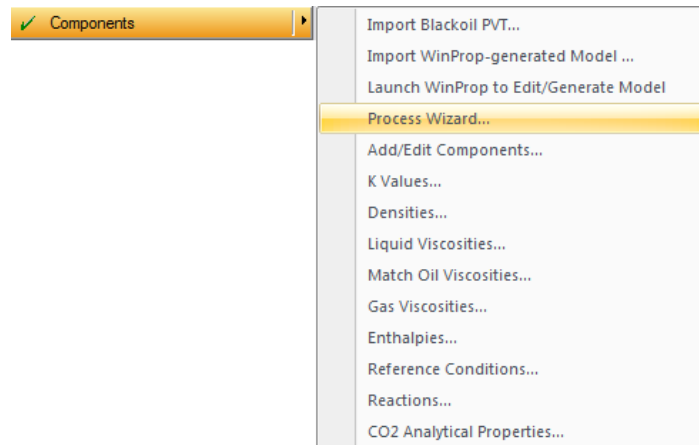 Components
Import Blackoil PVT...
Import WinProp-generated Model ...
Launch WinProp to Edit/Generate Model
Process Wizard...
Add/Edit Components...
K Values...
Densities...
Liquid Viscosities...
Match Oil Viscosities...
Gas Viscosities...
Enthalpies...
Reference Conditions...
Reactions...
CO2 Analytical Properties...